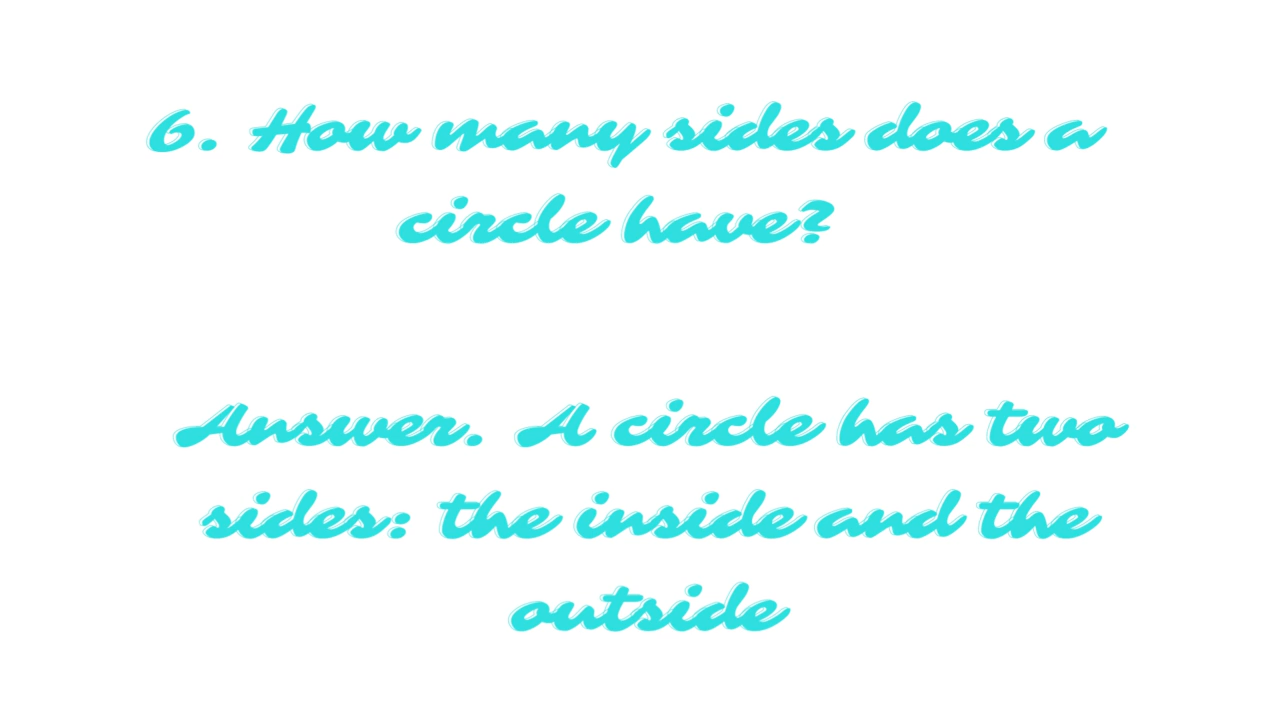 6. How many sides does a
circle have?
Answer. A circle has two
sides: the inside and the
outside